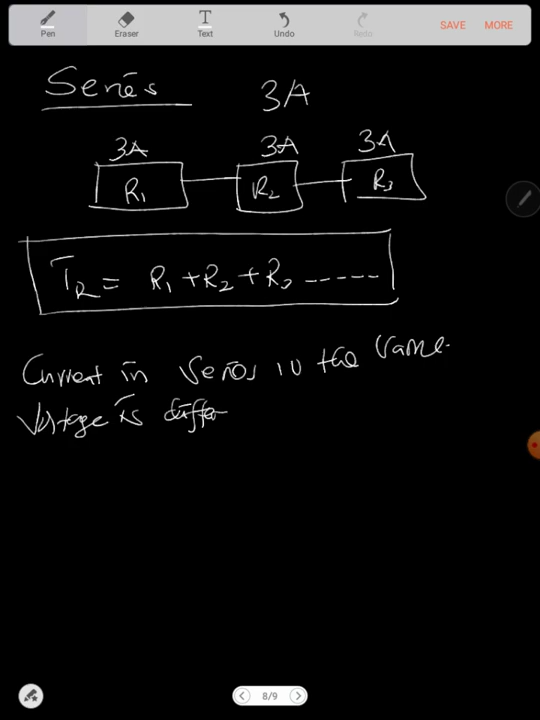 Pen Eraser Text Undo Redo SAVE MORE
Series 3A
3A 3A 3A
R1 R2 R3
TR = R1 + R2 + R3 ------
Current in Series is the same.
Voltage is differ
8/9